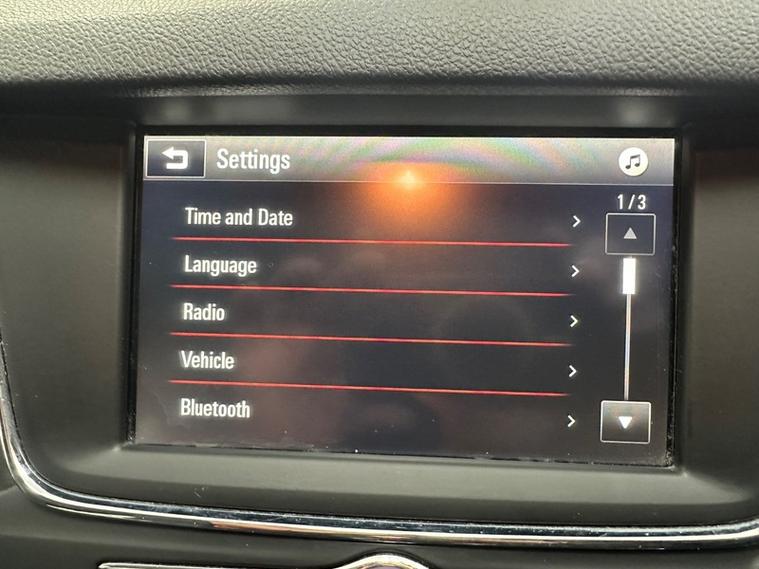 Settings
1/3
Time and Date
Language
Radio
Vehicle
Bluetooth